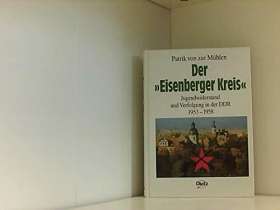 Patrik von zur Mühlen
Der
»Eisenberger Kreis«
Jugendwiderstand
und Verfolgung in der DDR
1953–1958
Dietz